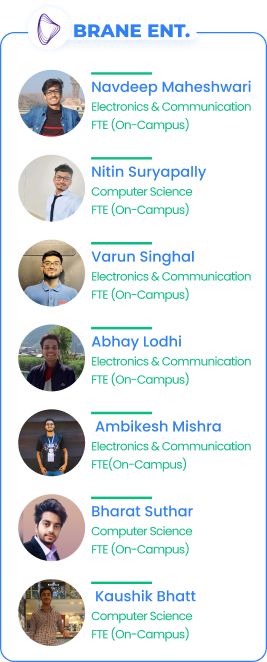 BRANE ENT.
Navdeep Maheshwari
Electronics & Communication
FTE (On-Campus)
Nitin Suryapally
Computer Science
FTE (On-Campus)
Varun Singhal
Electronics & Communication
FTE (On-Campus)
Abhay Lodhi
Electronics & Communication
FTE (On-Campus)
Ambikesh Mishra
Electronics & Communication
FTE(On-Campus)
Bharat Suthar
Computer Science
FTE (On-Campus)
Kaushik Bhatt
Computer Science
FTE (On-Campus)